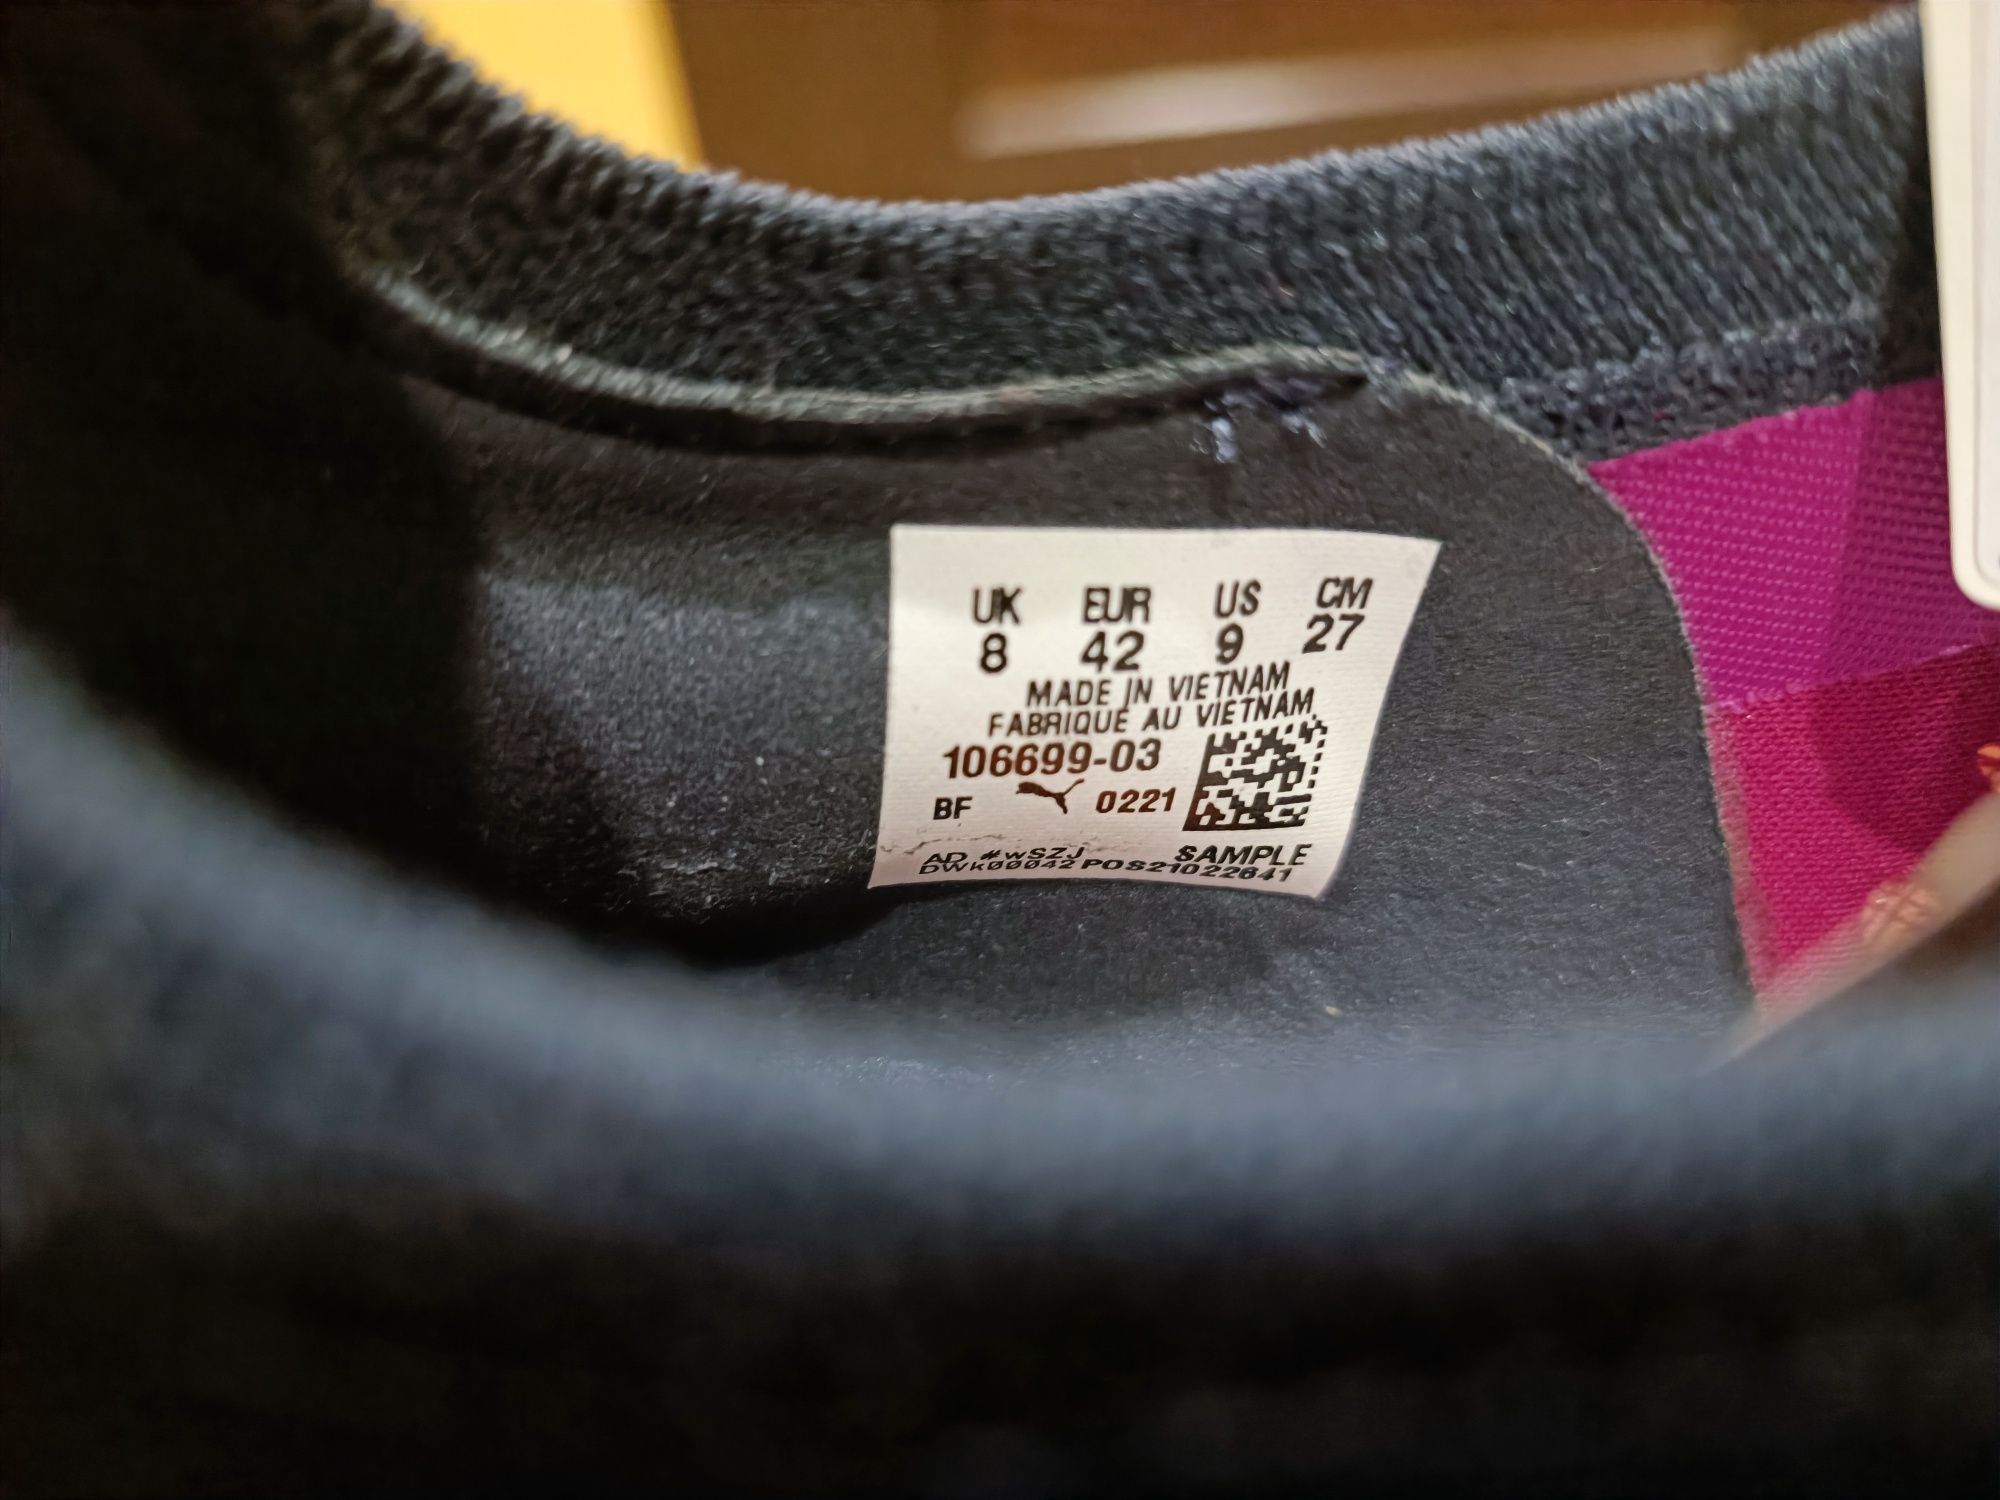 UK EUR US CM
8 42 9 27
MADE IN VIETNAM
FABRIQUE AU VIETNAM
106699-03
BF 0221
AD #wSZJ SAMPLE
DWk00042 POS21022641